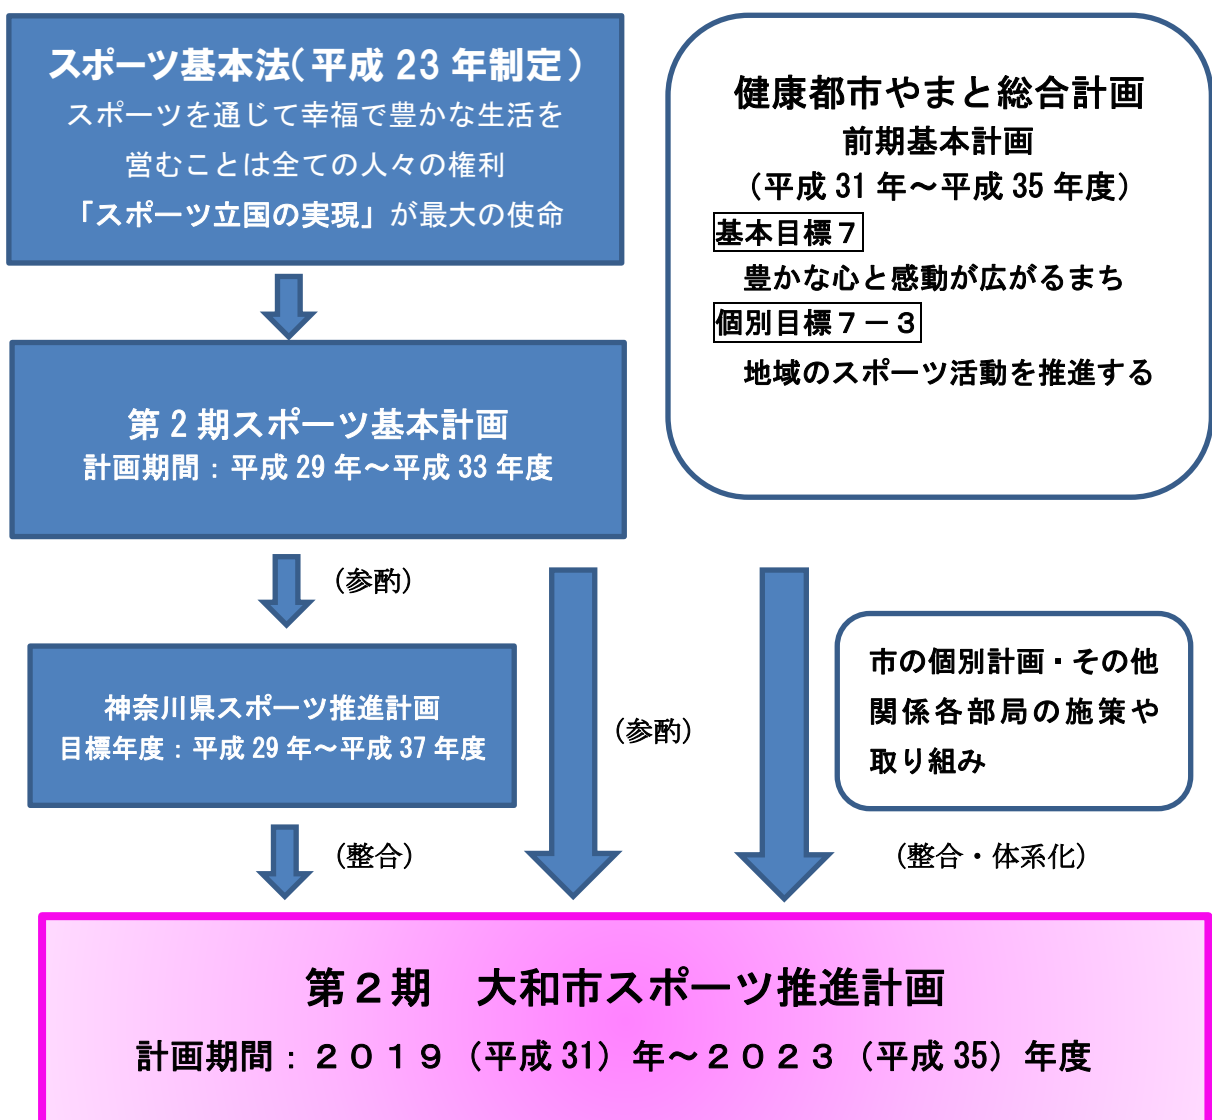 スポーツ基本法(平成 23 年制定)
スポーツを通じて幸福で豊かな生活を
営むことは全ての人々の権利
「スポーツ立国の実現」が最大の使命
健康都市やまと総合計画
前期基本計画
（平成 31 年～平成 35 年度）
基本目標７
豊かな心と感動が広がるまち
個別目標７－３
地域のスポーツ活動を推進する
第 2 期スポーツ基本計画
計画期間：平成 29 年～平成 33 年度
（参酌）
神奈川県スポーツ推進計画
目標年度：平成 29 年～平成 37 年度
（参酌）
市の個別計画・その他
関係各部局の施策や
取り組み
（整合）
（整合・体系化）
第２期　大和市スポーツ推進計画
計画期間：２０１９（平成 31）年～２０２３（平成 35）年度